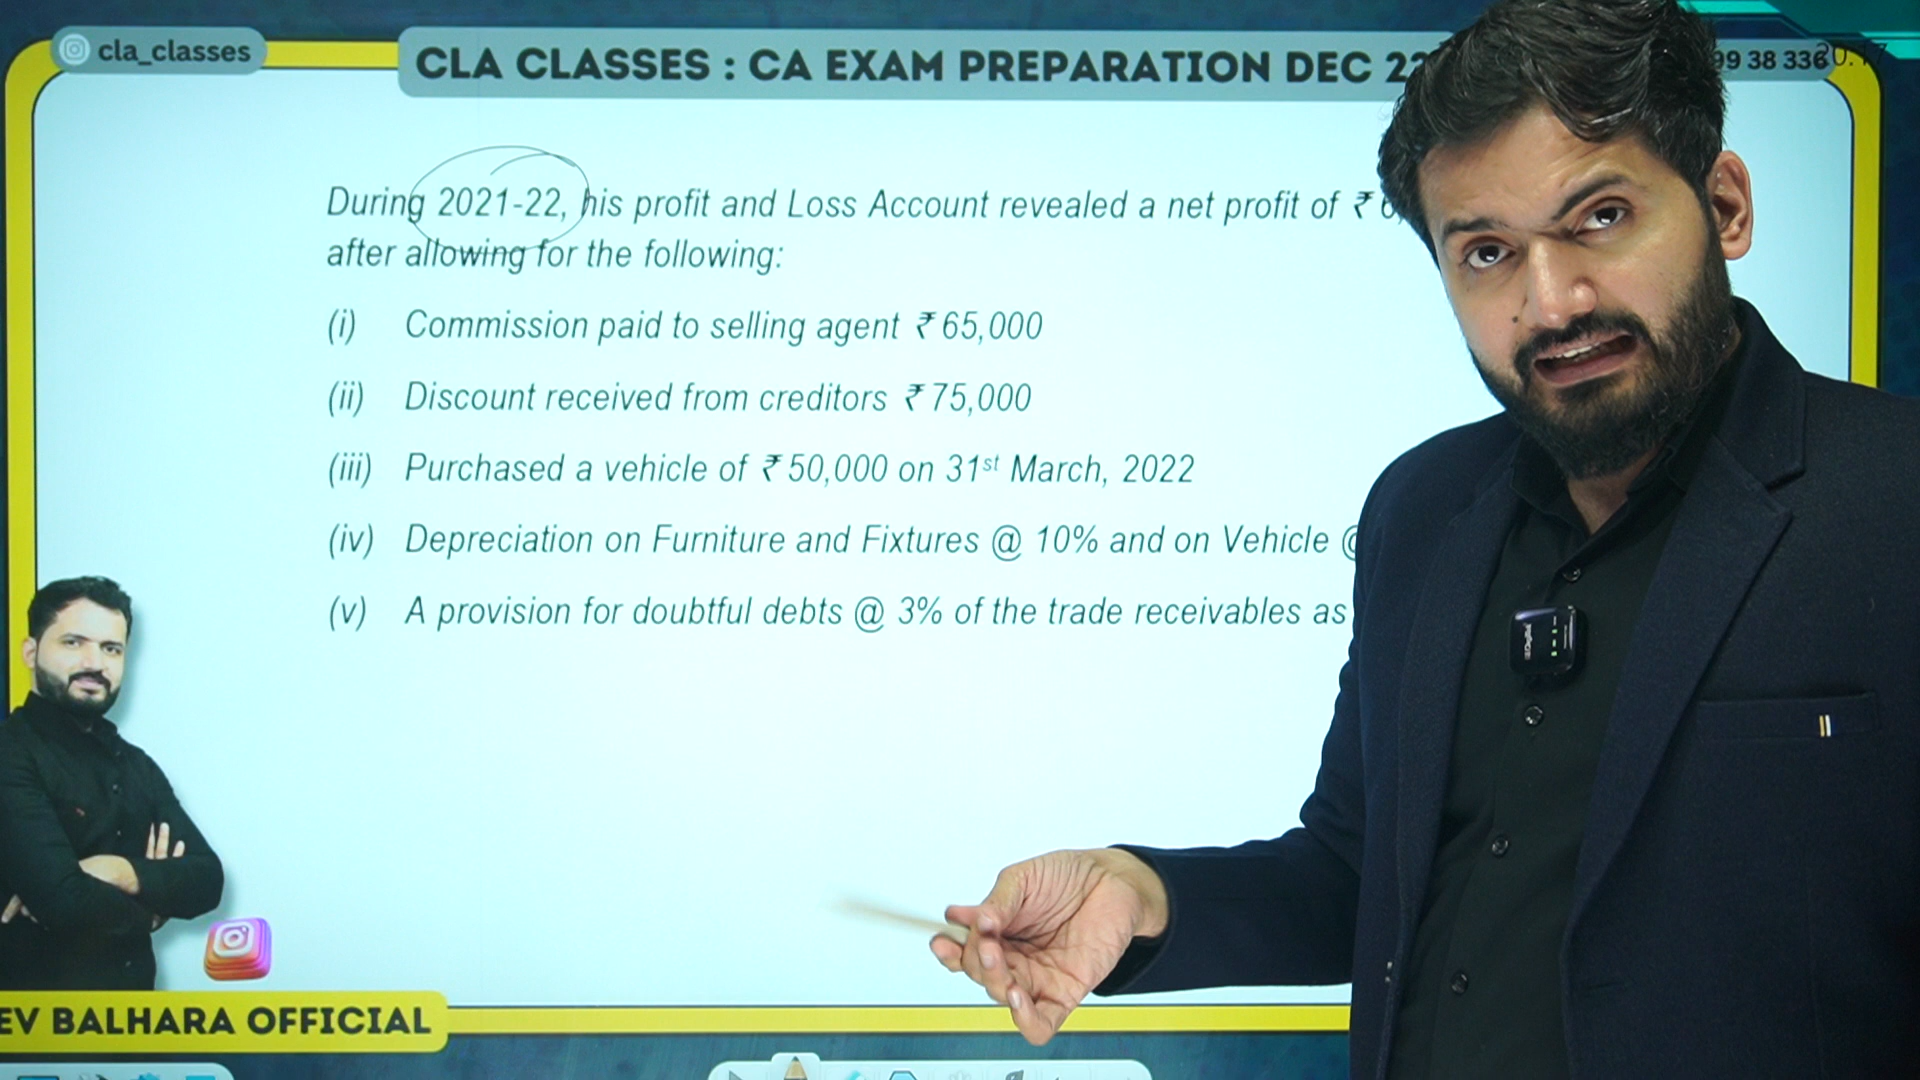 cla_classes
CLA CLASSES : CA EXAM PREPARATION DEC 22
99 38 336
During 2021-22, his profit and Loss Account revealed a net profit of ₹
after allowing for the following:
(i) Commission paid to selling agent ₹ 65,000
(ii) Discount received from creditors ₹ 75,000
(iii) Purchased a vehicle of ₹ 50,000 on 31st March, 2022
(iv) Depreciation on Furniture and Fixtures @ 10% and on Vehicle @
(v) A provision for doubtful debts @ 3% of the trade receivables as
EV BALHARA OFFICIAL